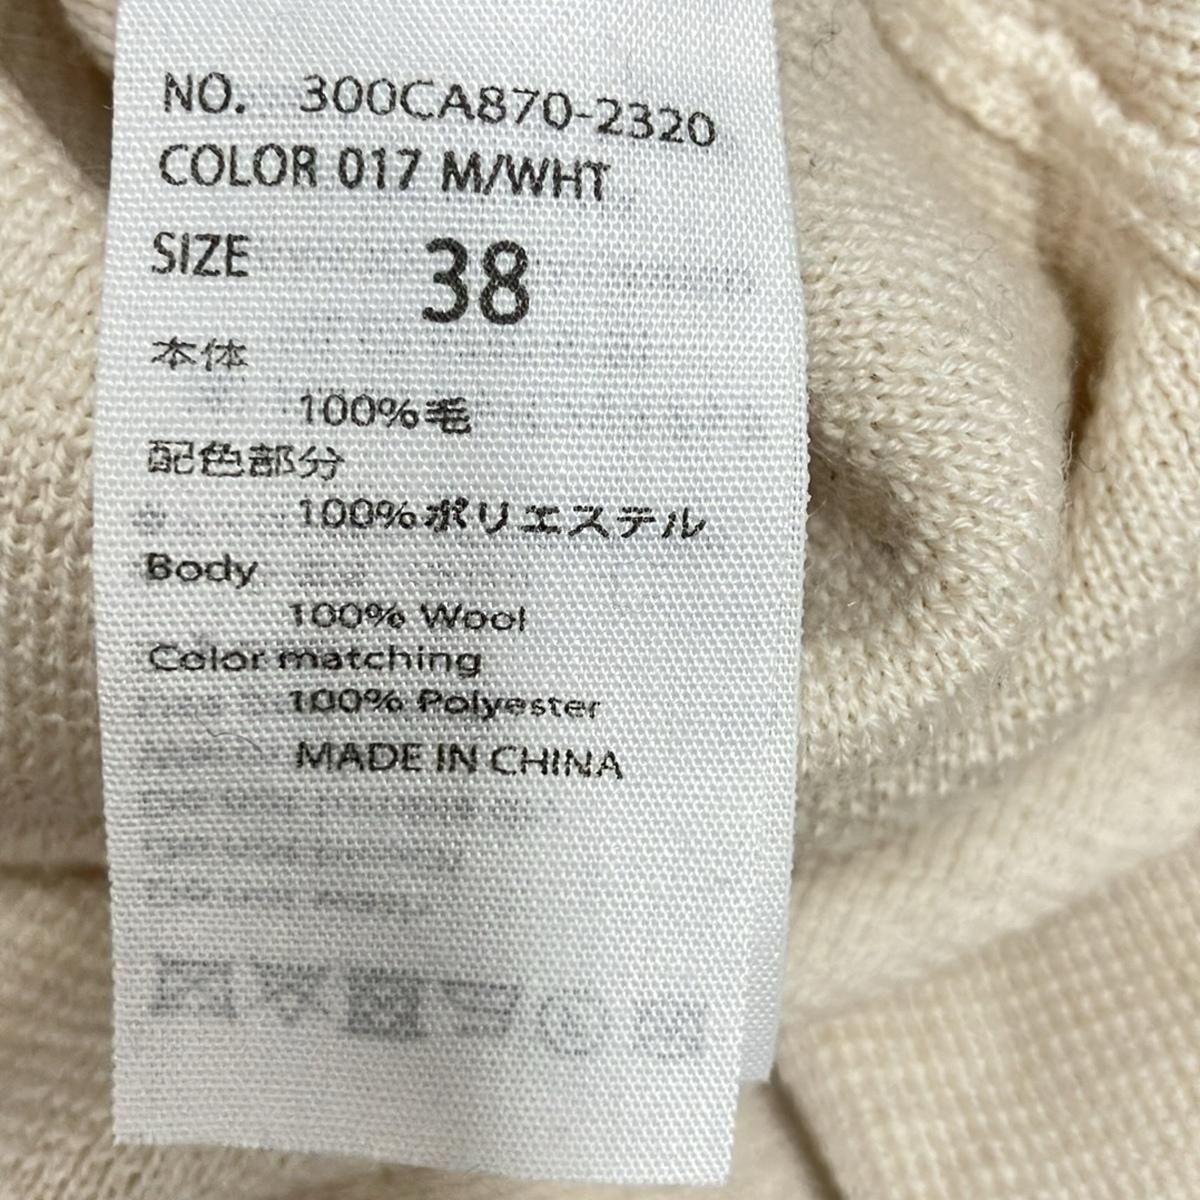 NO. 300CA870-2320
COLOR 017 M/WHT
SIZE 38
本体
100%毛
配色部分
100%ポリエステル
Body
100% Wool
Color matching
100% Polyester
MADE IN CHINA